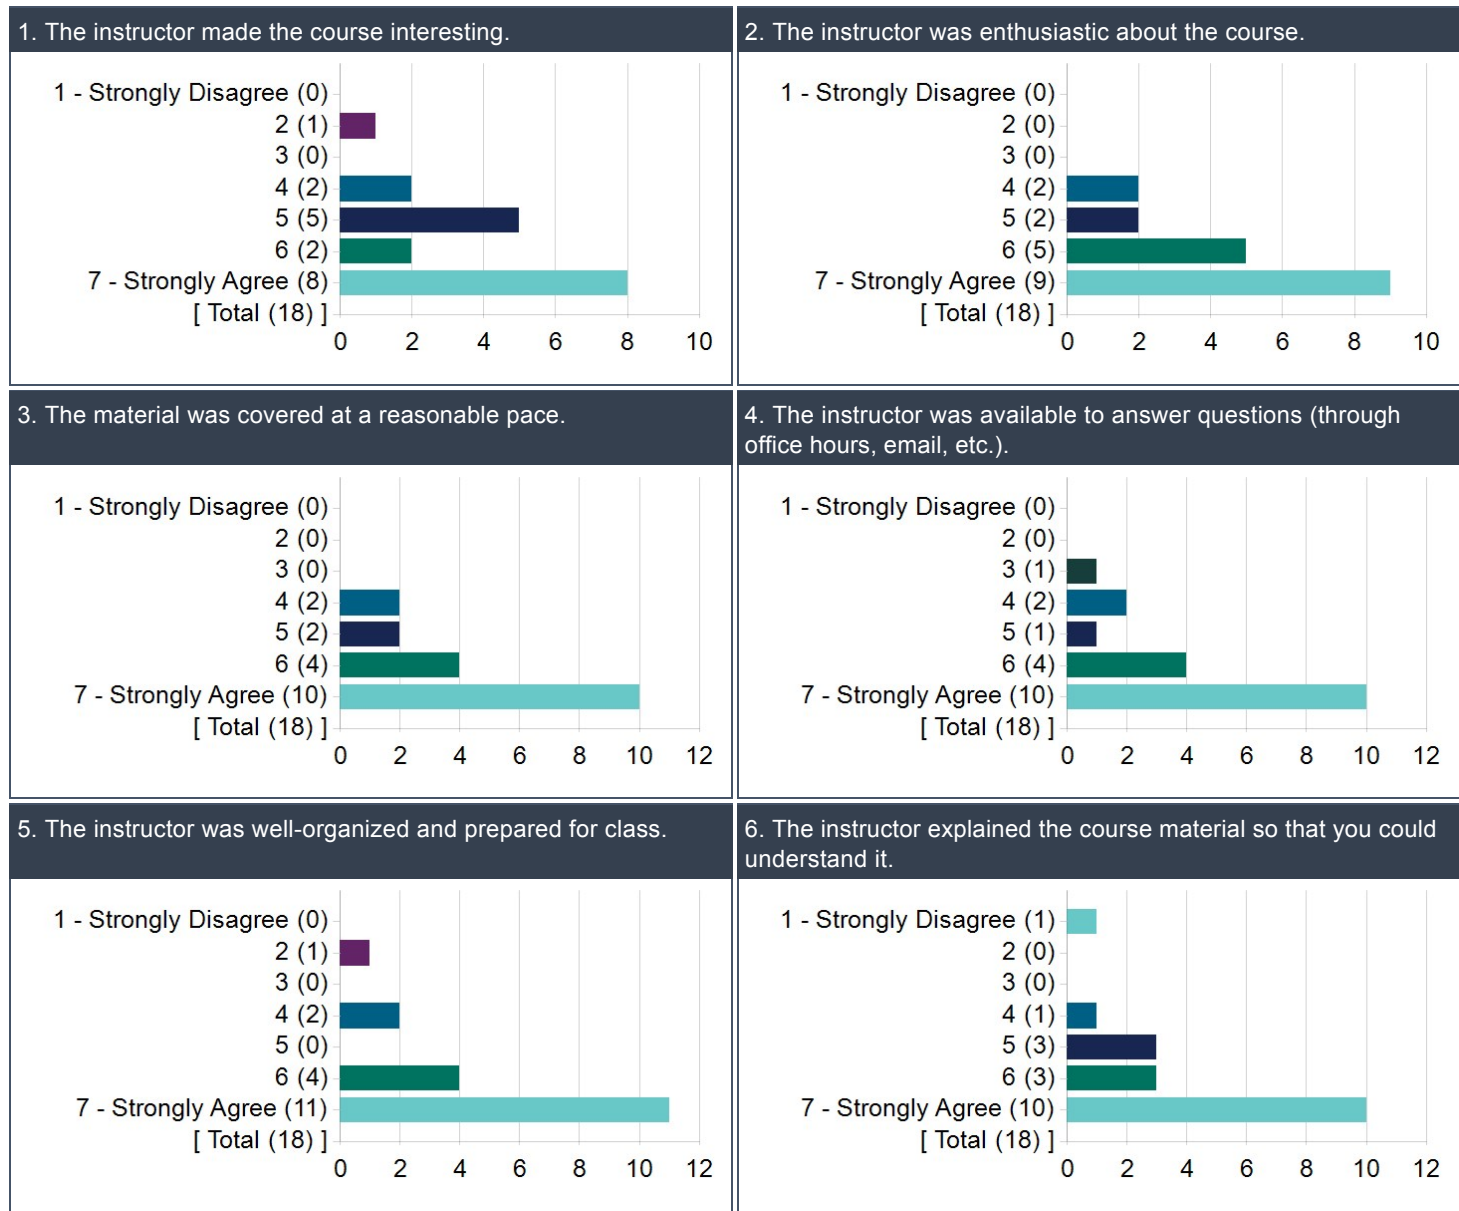 1. The instructor made the course interesting.
1 - Strongly Disagree (0)
2 (1)
3 (0)
4 (2)
5 (5)
6 (2)
7 - Strongly Agree (8)
[ Total (18) ]
0 2 4 6 8 10
2. The instructor was enthusiastic about the course.
1 - Strongly Disagree (0)
2 (0)
3 (0)
4 (2)
5 (2)
6 (5)
7 - Strongly Agree (9)
[ Total (18) ]
0 2 4 6 8 10
3. The material was covered at a reasonable pace.
1 - Strongly Disagree (0)
2 (0)
3 (0)
4 (2)
5 (2)
6 (4)
7 - Strongly Agree (10)
[ Total (18) ]
0 2 4 6 8 10 12
4. The instructor was available to answer questions (through
office hours, email, etc.).
1 - Strongly Disagree (0)
2 (0)
3 (1)
4 (2)
5 (1)
6 (4)
7 - Strongly Agree (10)
[ Total (18) ]
0 2 4 6 8 10 12
5. The instructor was well-organized and prepared for class.
1 - Strongly Disagree (0)
2 (1)
3 (0)
4 (2)
5 (0)
6 (4)
7 - Strongly Agree (11)
[ Total (18) ]
0 2 4 6 8 10 12
6. The instructor explained the course material so that you could
understand it.
1 - Strongly Disagree (1)
2 (0)
3 (0)
4 (1)
5 (3)
6 (3)
7 - Strongly Agree (10)
[ Total (18) ]
0 2 4 6 8 10 12